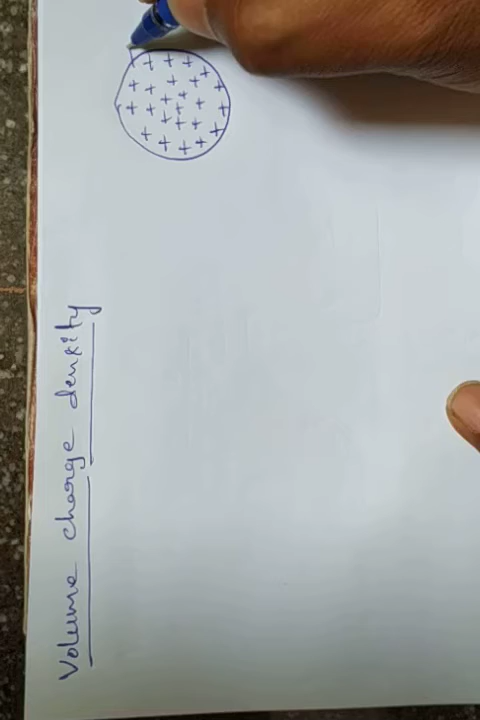 Volume charge density
+ + + + + + + + + + + + + + + + + + + + + + + +